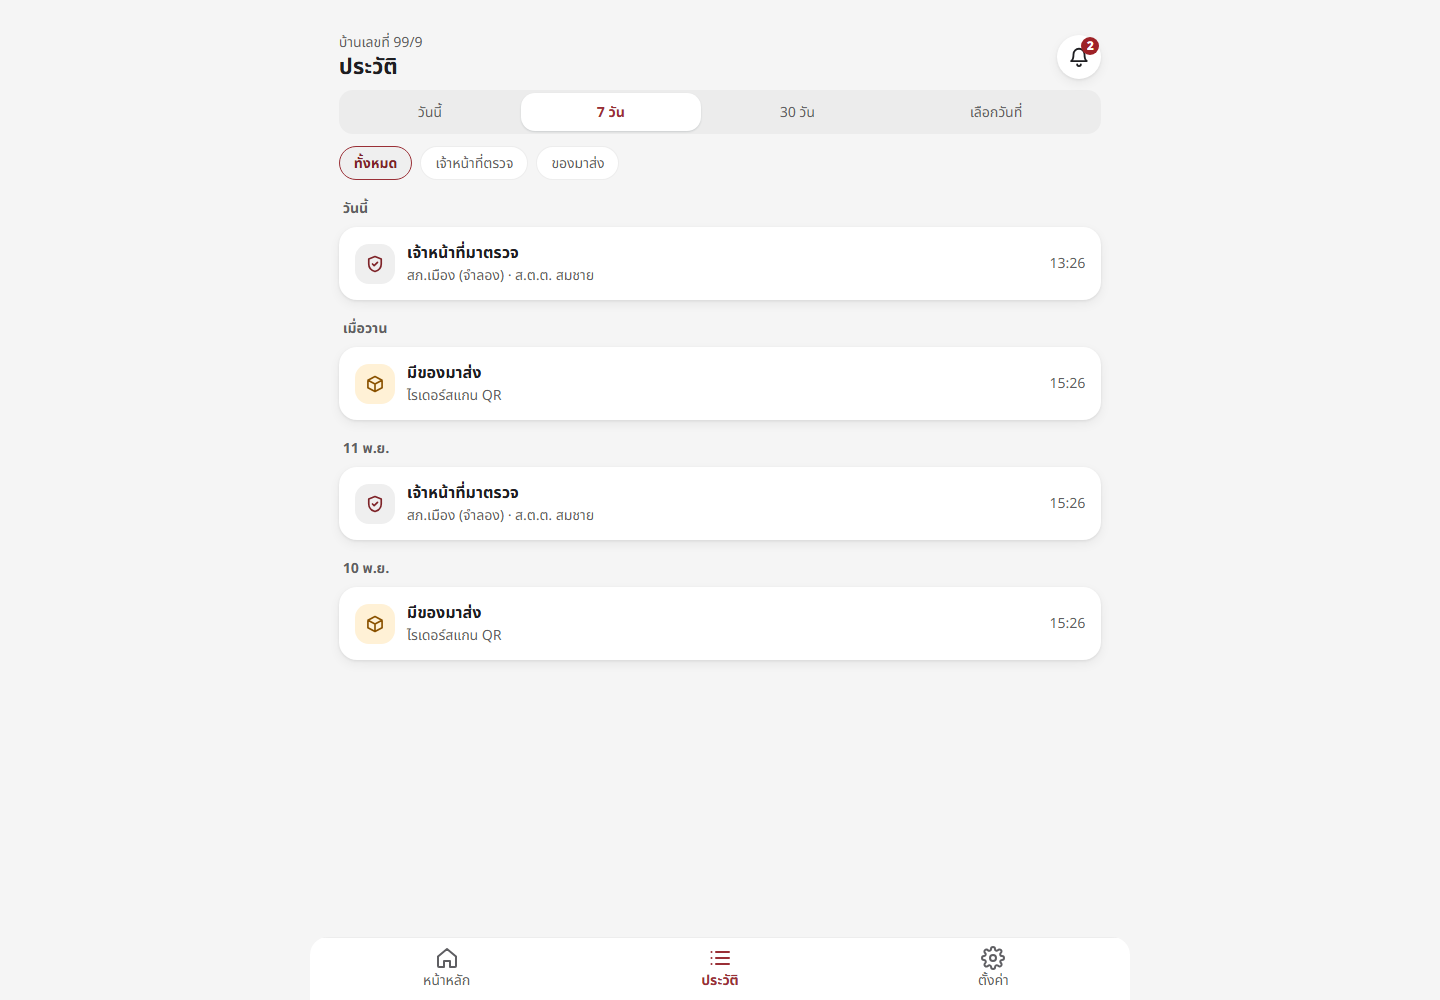 บ้านเลขที่ 99/9
ประวัติ
2
วันนี้
7 วัน
30 วัน
เลือกวันที่
ทั้งหมด
เจ้าหน้าที่ตรวจ
ของมาส่ง
วันนี้
เจ้าหน้าที่มาตรวจ
สภ.เมือง (จำลอง) · ส.ต.ต. สมชาย
13:26
เมื่อวาน
มีของมาส่ง
ไรเดอร์สแกน QR
15:26
11 พ.ย.
เจ้าหน้าที่มาตรวจ
สภ.เมือง (จำลอง) · ส.ต.ต. สมชาย
15:26
10 พ.ย.
มีของมาส่ง
ไรเดอร์สแกน QR
15:26
หน้าหลัก
ประวัติ
ตั้งค่า